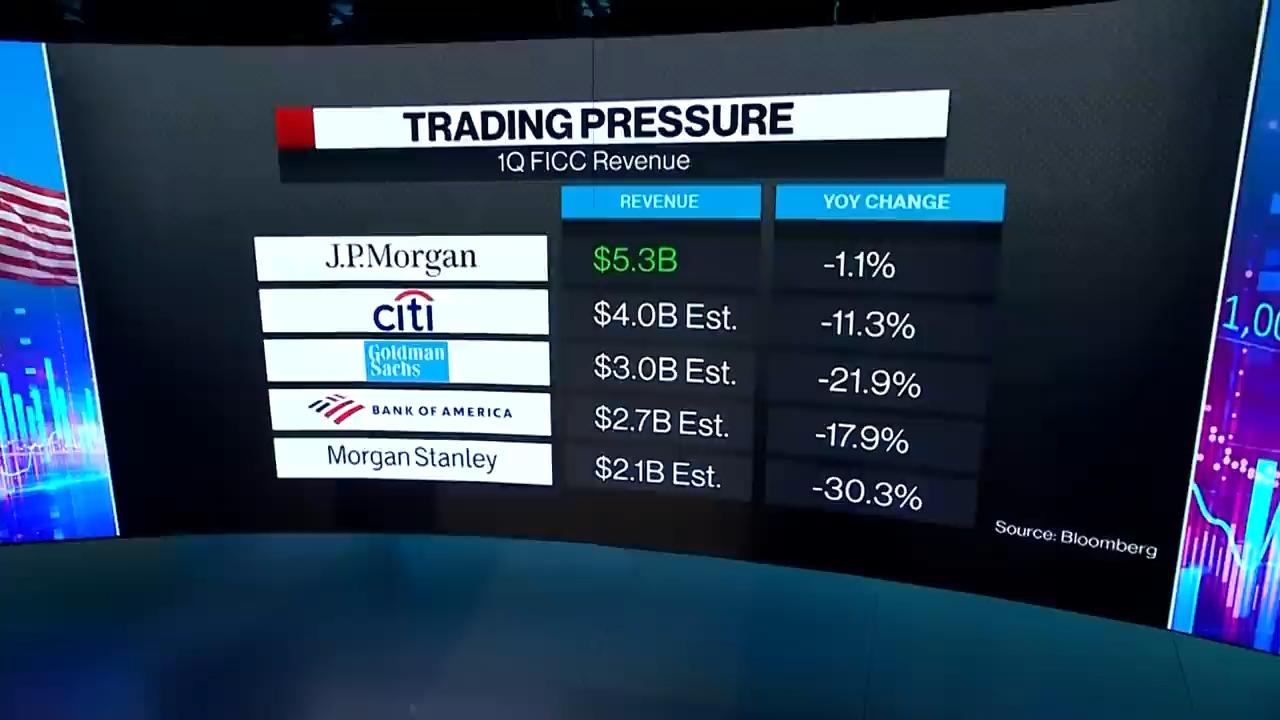 TRADING PRESSURE
1Q FICC Revenue
REVENUE YOY CHANGE
J.P.Morgan $5.3B -1.1%
citi $4.0B Est. -11.3%
Goldman
Sachs $3.0B Est. -21.9%
BANK OF AMERICA $2.7B Est. -17.9%
Morgan Stanley $2.1B Est. -30.3%
Source: Bloomberg